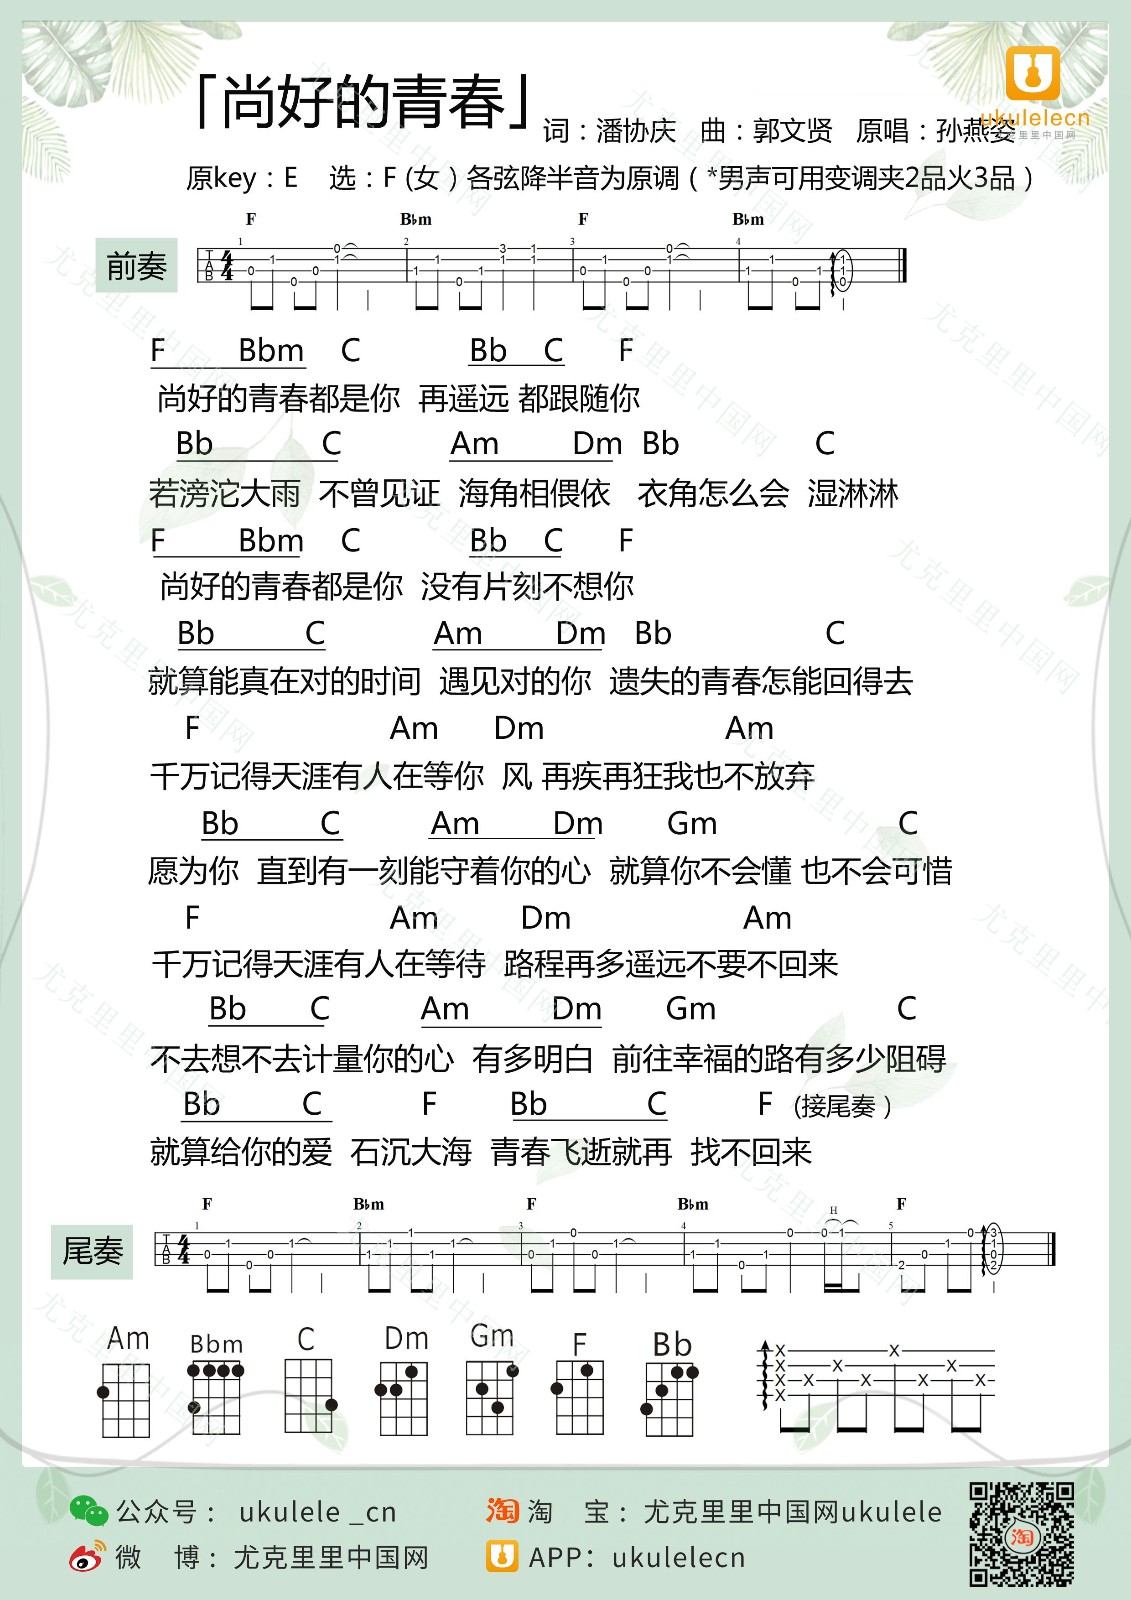 「尚好的青春」
词：潘协庆 曲：郭文贤 原唱：孙燕姿
ukulelecn
尤克里里中国网
原key：E 选：F (女）各弦降半音为原调（*男声可用变调夹2品火3品）
F B♭m F B♭m
前奏
F Bbm C Bb C F
尚好的青春都是你 再遥远 都跟随你
Bb C Am Dm Bb C
若滂沱大雨 不曾见证 海角相偎依 衣角怎么会 湿淋淋
F Bbm C Bb C F
尚好的青春都是你 没有片刻不想你
Bb C Am Dm Bb C
就算能真在对的时间 遇见对的你 遗失的青春怎能回得去
F Am Dm Am
千万记得天涯有人在等你 风 再疾再狂我也不放弃
Bb C Am Dm Gm C
愿为你 直到有一刻能守着你的心 就算你不会懂 也不会可惜
F Am Dm Am
千万记得天涯有人在等待 路程再多遥远不要不回来
Bb C Am Dm Gm C
不去想不去计量你的心 有多明白 前往幸福的路有多少阻碍
Bb C F Bb C F (接尾奏）
就算给你的爱 石沉大海 青春飞逝就再 找不回来
F B♭m F B♭m H F
尾奏
Am Bbm C Dm Gm F Bb
公众号： ukulele _cn
淘 宝：尤克里里中国网ukulele
微 博：尤克里里中国网
APP：ukulelecn